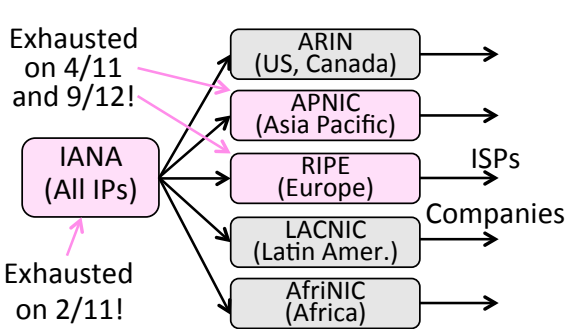 Exhausted
on 4/11
and 9/12!
ARIN
(US, Canada)
APNIC
(Asia Pacific)
IANA
(All IPs)
RIPE
(Europe)
ISPs
Companies
LACNIC
(Latin Amer.)
Exhausted
on 2/11!
AfriNIC
(Africa)